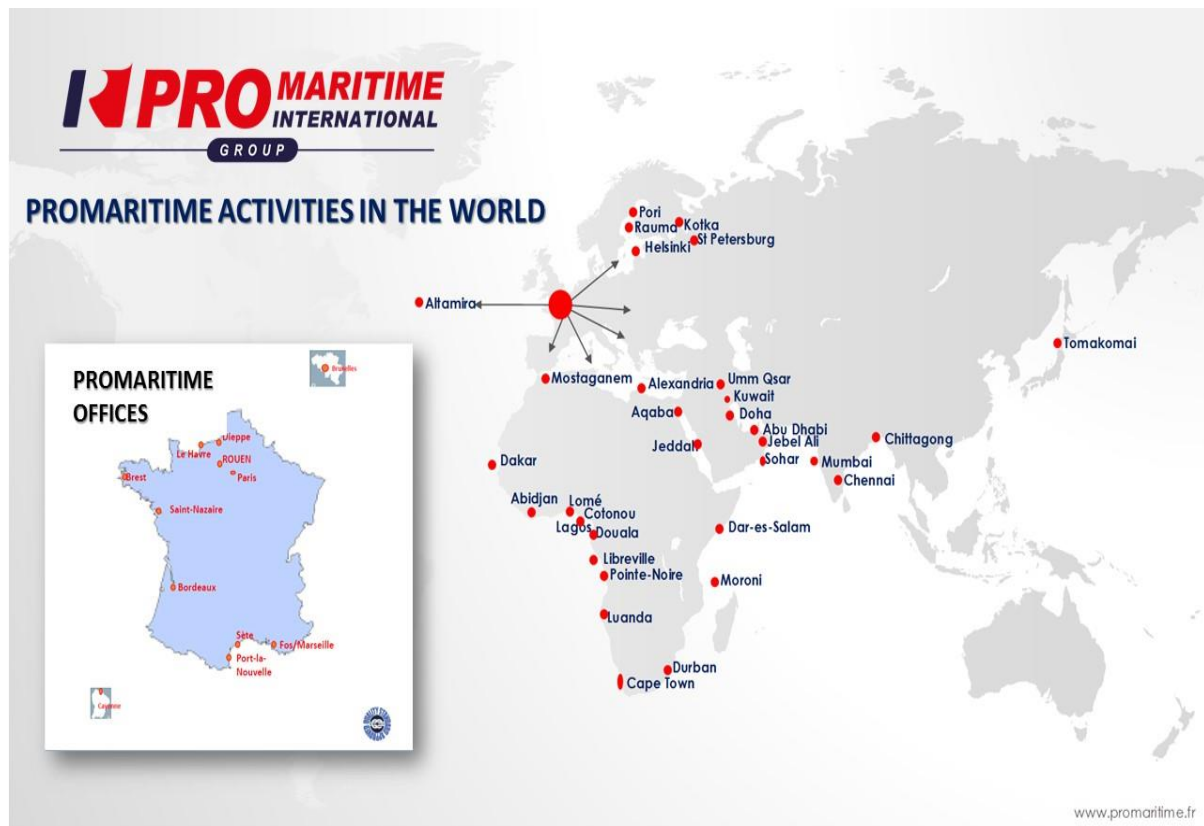 PRO MARITIME
INTERNATIONAL
GROUP
PROMARITIME ACTIVITIES IN THE WORLD
Pori
Rauma
Kotka
St Petersburg
Helsinki
Altamira
Tomakomai
Mostaganem
Alexandria
Umm Qsar
Kuwait
Aqaba
Doha
Abu Dhabi
Jebel Ali
Jeddah
Sohar
Mumbai
Chittagong
Chennai
Dakar
Abidjan
Lomé
Cotonou
Lagos
Douala
Dar-es-Salam
Libreville
Pointe-Noire
Moroni
Luanda
Durban
Cape Town
PROMARITIME
OFFICES
Bruxelles
Dieppe
Le Havre
ROUEN
Paris
Brest
Saint-Nazaire
Bordeaux
Sète
Fos/Marseille
Port-la-
Nouvelle
Cayenne
www.promaritime.fr